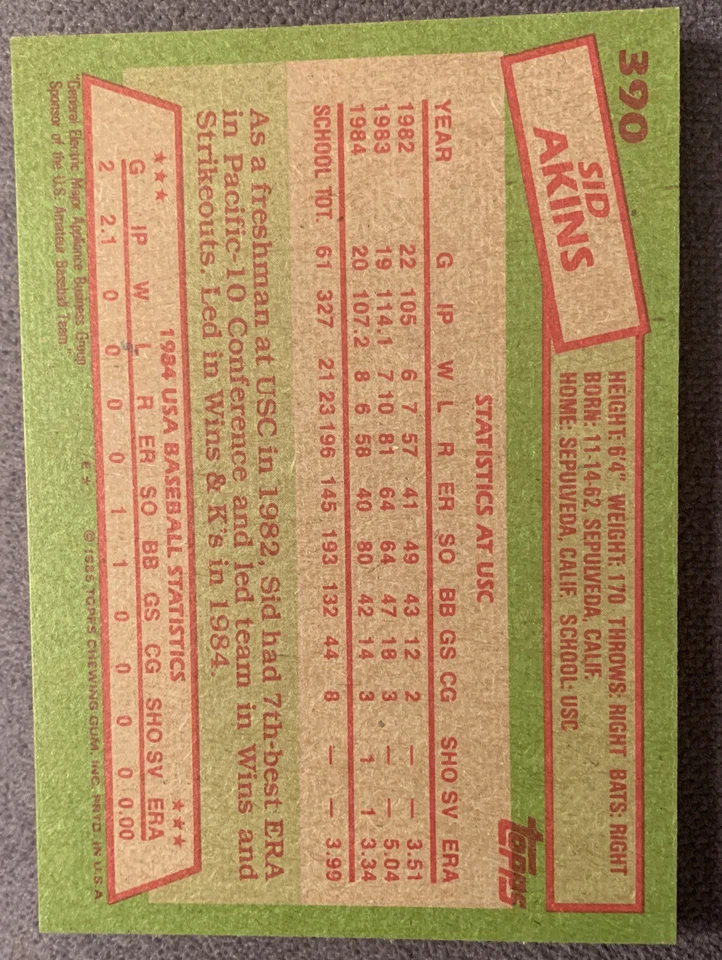 390
SID
AKINS
HEIGHT: 6'4" WEIGHT: 170 THROWS: RIGHT BATS: RIGHT
BORN: 11-14-62, SEPULVEDA, CALIF.
HOME: SEPULVEDA, CALIF. SCHOOL: USC
topps
STATISTICS AT USC
YEAR G IP W L R ER SO BB GS CG SHO SV ERA
1982 22 105 6 7 57 41 49 43 12 2 — — 3.51
1983 19 114.1 7 10 81 64 64 47 18 3 — — 5.04
1984 20 107.2 8 6 58 40 80 42 14 3 1 1 3.34
SCHOOL TOT. 61 327 21 23 196 145 193 132 44 8 — — 3.99
As a freshman at USC in 1982, Sid had 7th-best ERA
in Pacific-10 Conference and led team in Wins and
Strikeouts. Led in Wins & K's in 1984.
★★★ 1984 USA BASEBALL STATISTICS ★★★
G IP W L R ER SO BB GS CG SHO SV ERA
2 2.1 0 0 0 0 1 1 0 0 0 0 0.00
"General Electric Major Appliance Business Group,
Sponsor of the U.S. Amateur Baseball Team."
E * © 1985 TOPPS CHEWING GUM, INC. PRTD. IN U.S.A.